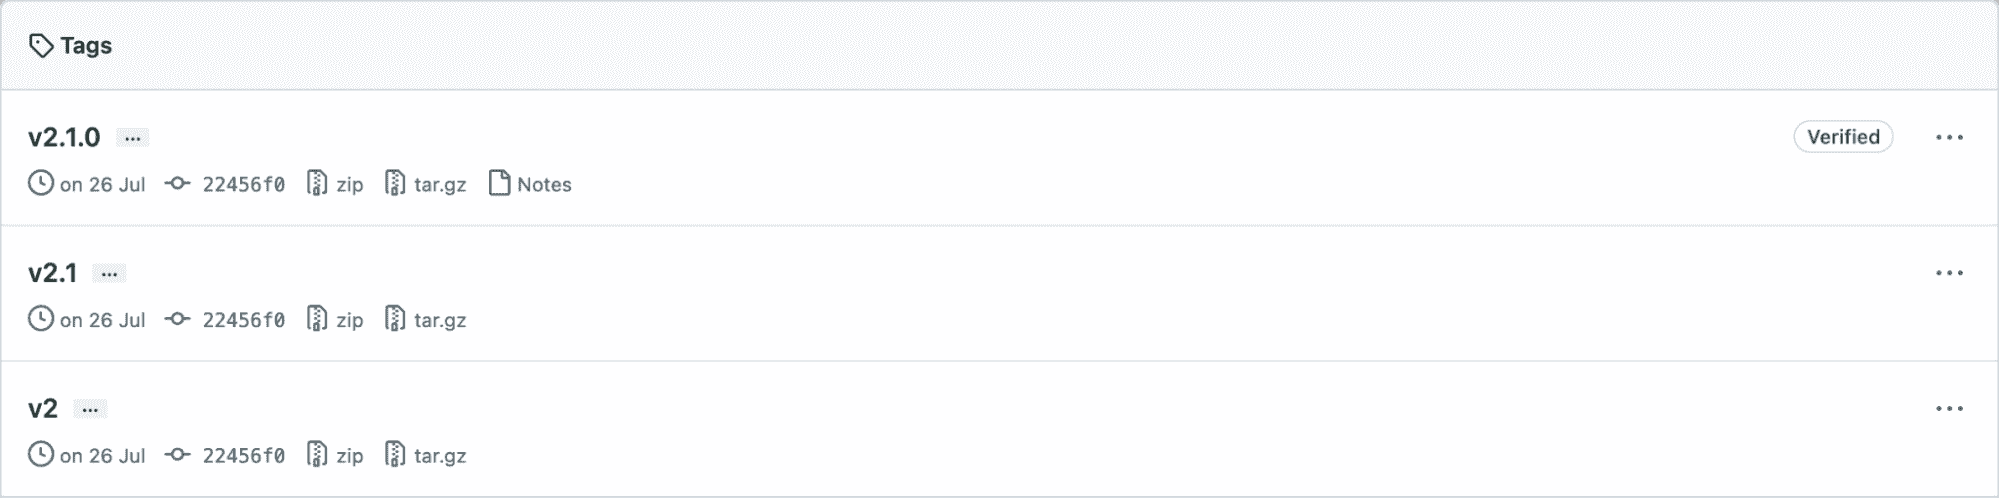 Tags
v2.1.0 ... Verified ...
on 26 Jul 22456f0 zip tar.gz Notes
v2.1 ... ...
on 26 Jul 22456f0 zip tar.gz
v2 ... ...
on 26 Jul 22456f0 zip tar.gz